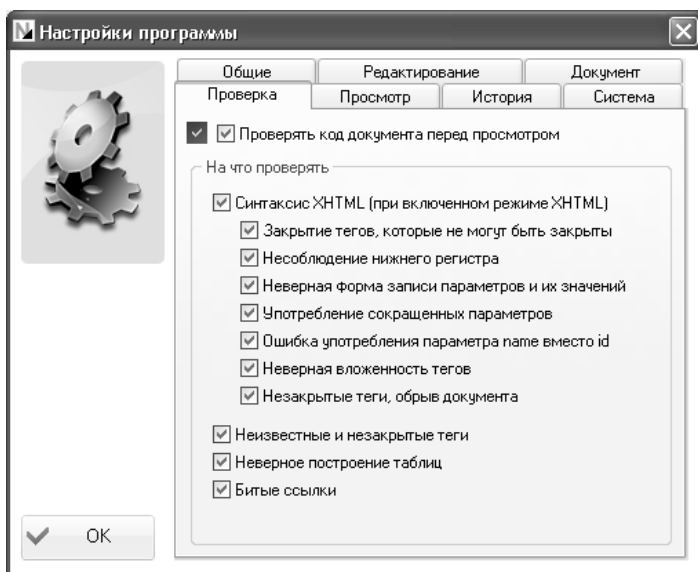 Настройки программы
Общие Редактирование Документ
Проверка Просмотр История Система
Проверять код документа перед просмотром
На что проверять
Синтаксис XHTML (при включенном режиме XHTML)
Закрытие тегов, которые не могут быть закрыты
Несоблюдение нижнего регистра
Неверная форма записи параметров и их значений
Употребление сокращенных параметров
Ошибка употребления параметра name вместо id
Неверная вложенность тегов
Незакрытые теги, обрыв документа
Неизвестные и незакрытые теги
Неверное построение таблиц
Битые ссылки
OK